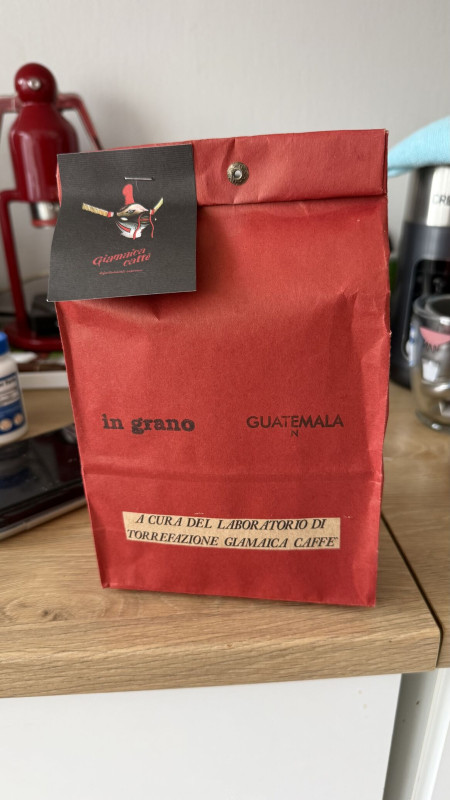 Giamaica
caffè
in grano
GUATEMALA
N
A CURA DEL LABORATORIO DI
TORREFAZIONE GIAMAICA CAFFE'